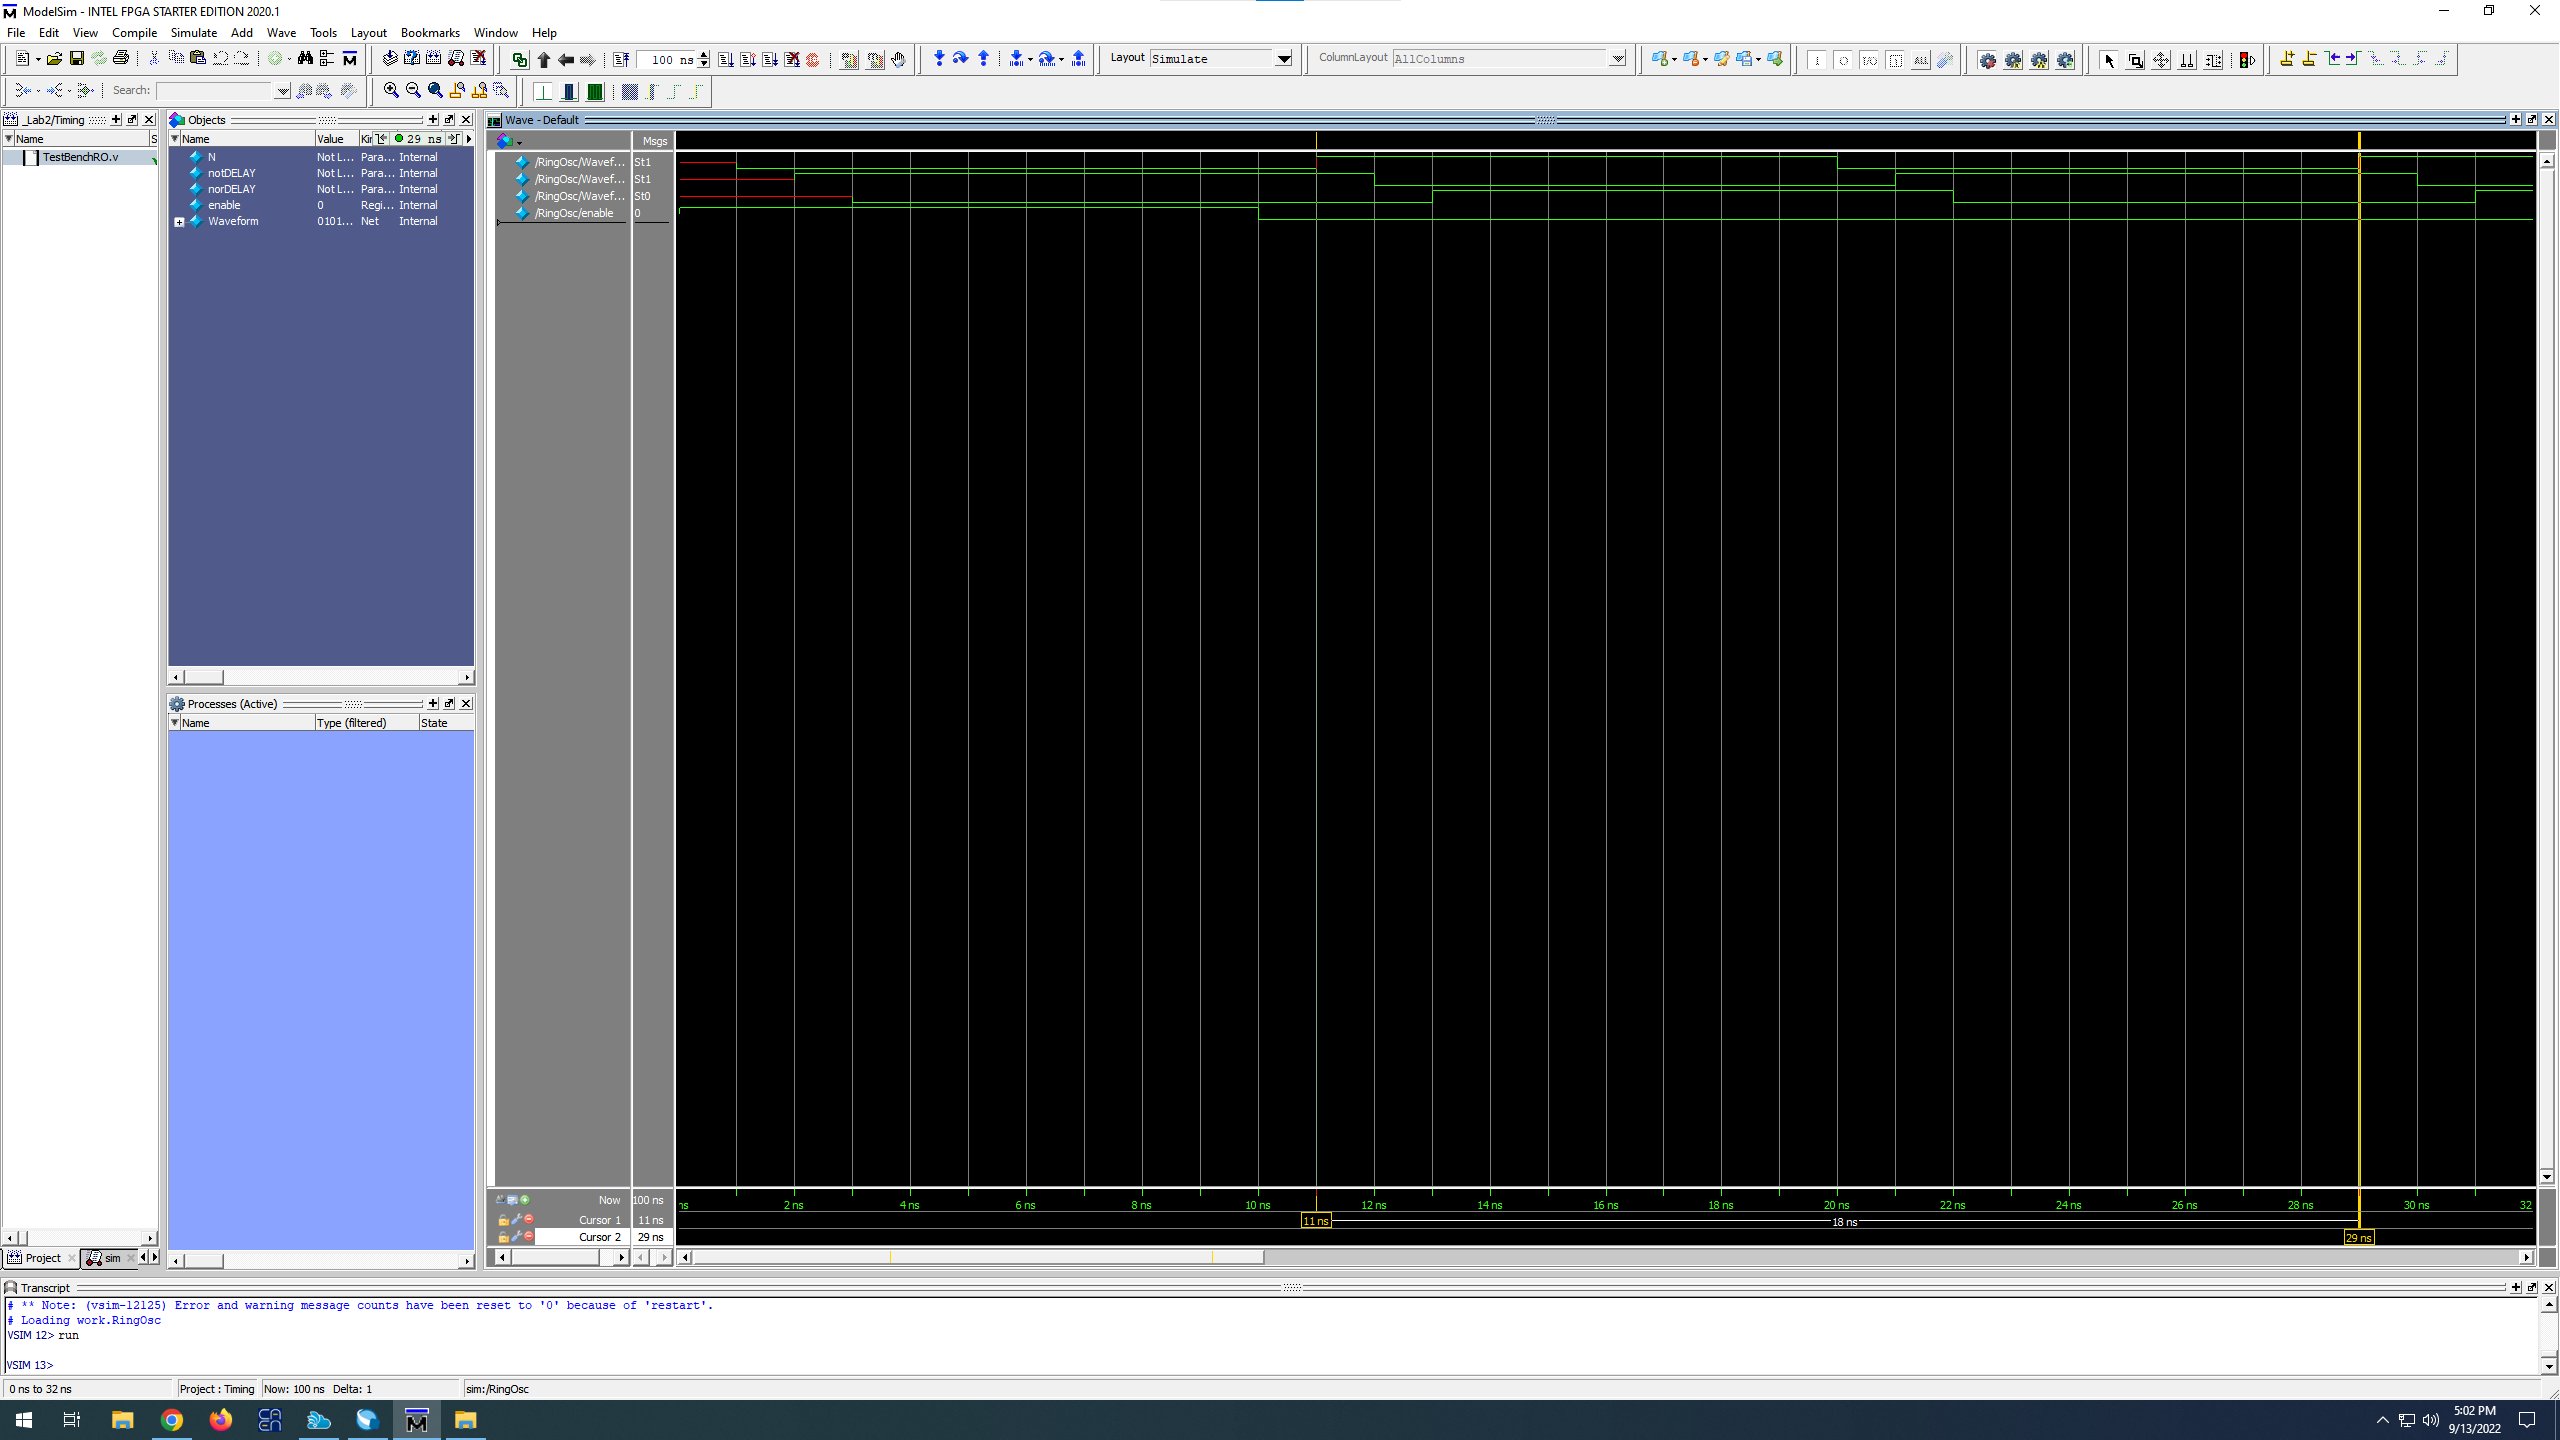 ModelSim - INTEL FPGA STARTER EDITION 2020.1
File Edit View Compile Simulate Add Wave Tools Layout Bookmarks Window Help
100 ns
Layout Simulate
ColumnLayout AllColumns
Search:
_Lab2/Timing
Name S
TestBenchRO.v
Objects
Name Value Kir 29 ns
N Not L... Para... Internal
notDELAY Not L... Para... Internal
norDELAY Not L... Para... Internal
enable 0 Regi... Internal
Waveform 0101... Net Internal
Processes (Active)
Name Type (filtered) State
Wave - Default
Msgs
/RingOsc/Wavef... St1
/RingOsc/Wavef... St1
/RingOsc/Wavef... St0
/RingOsc/enable 0
Now 100 ns
Cursor 1 11 ns
Cursor 2 29 ns
ns 2 ns 4 ns 6 ns 8 ns 10 ns 12 ns 14 ns 16 ns 18 ns 20 ns 22 ns 24 ns 26 ns 28 ns 30 ns 32
11 ns 18 ns
29 ns
Project sim
Transcript
# ** Note: (vsim-12125) Error and warning message counts have been reset to '0' because of 'restart'.
# Loading work.RingOsc
VSIM 12> run
VSIM 13>
0 ns to 32 ns Project : Timing Now: 100 ns Delta: 1 sim:/RingOsc
5:02 PM
9/13/2022